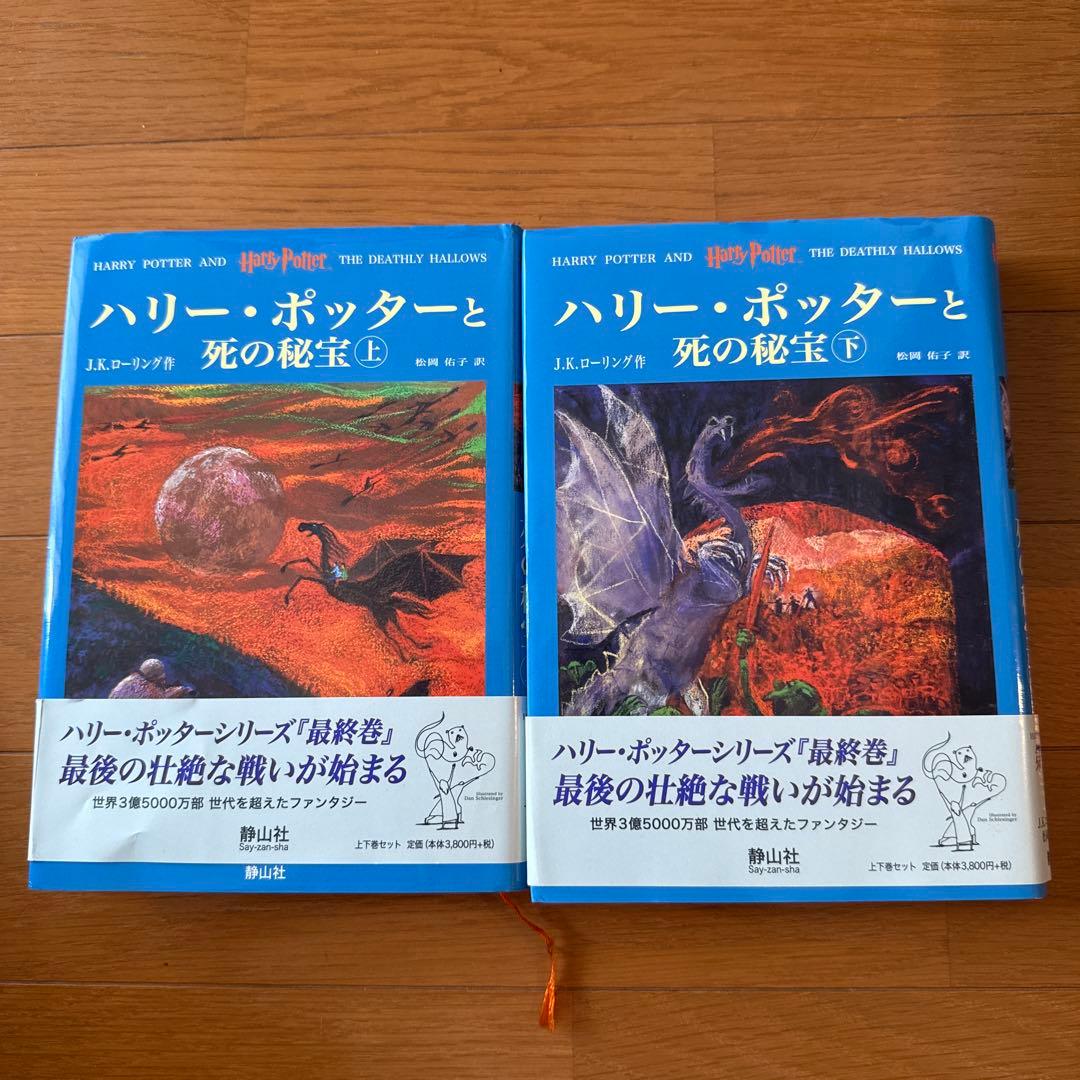 HARRY POTTER AND Harry Potter THE DEATHLY HALLOWS
ハリー・ポッターと
死の秘宝 上
J.K.ローリング作
松岡 佑子 訳
ハリー・ポッターシリーズ『最終巻』
最後の壮絶な戦いが始まる
世界3億5000万部 世代を超えたファンタジー
Illustrated by
Dan Schlesinger
静山社
Say-zan-sha
上下巻セット 定価(本体3,800円+税)
静山社
HARRY POTTER AND Harry Potter THE DEATHLY HALLOWS
ハリー・ポッターと
死の秘宝 下
J.K.ローリング作
松岡 佑子 訳
ハリー・ポッターシリーズ『最終巻』
最後の壮絶な戦いが始まる
世界3億5000万部 世代を超えたファンタジー
Illustrated by
Dan Schlesinger
静山社
Say-zan-sha
上下巻セット 定価(本体3,800円+税)